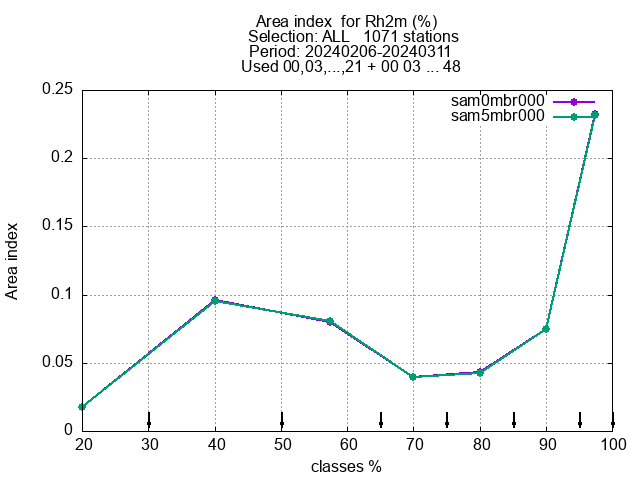 Area index  for Rh2m (%)
Selection: ALL   1071 stations
Period: 20240206-20240311
Used 00,03,...,21 + 00 03 ... 48
sam0mbr000
sam5mbr000
0.25
0.2
0.15
0.1
0.05
0
Area index
20 30 40 50 60 70 80 90 100
classes %